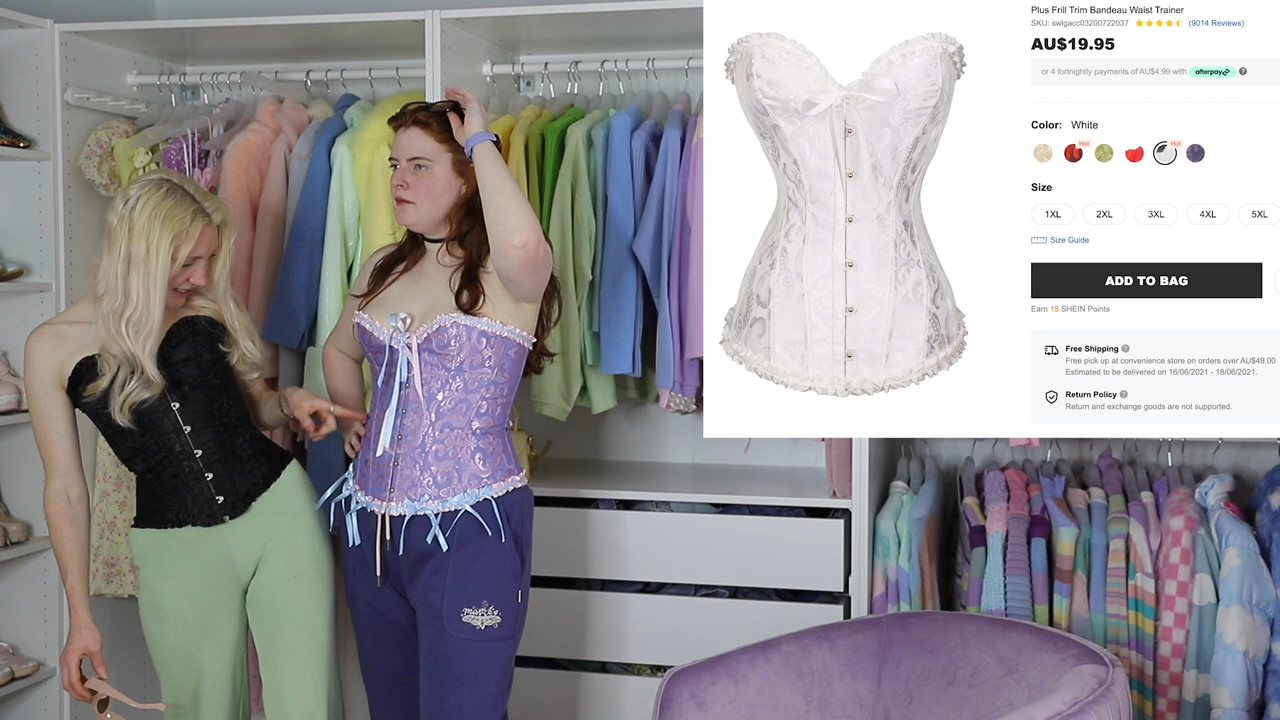 Plus Frill Trim Bandeau Waist Trainer
SKU: swlgacc03200722037
(9014 Reviews)
AU$19.95
or 4 fortnightly payments of AU$4.99 with afterpay
Color: White
Hot
Hot
Size
1XL 2XL 3XL 4XL 5XL
Size Guide
ADD TO BAG
Earn 15 SHEIN Points
Free Shipping
Free pick up at convenience store on orders over AU$49.00
Estimated to be delivered on 16/06/2021 - 18/06/2021.
Return Policy
Return and exchange goods are not supported.